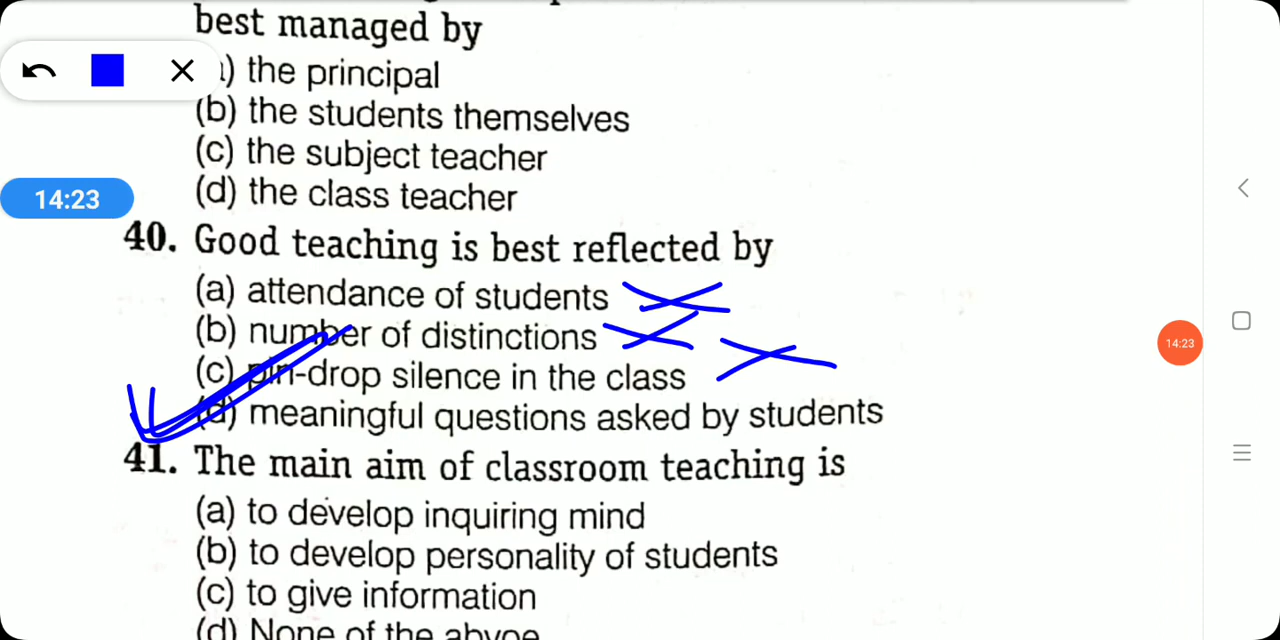 best managed by
) the principal
(b) the students themselves
(c) the subject teacher
14:23
(d) the class teacher
40. Good teaching is best reflected by
(a) attendance of students
(b) number of distinctions
14:23
(c) pin-drop silence in the class
(d) meaningful questions asked by students
41. The main aim of classroom teaching is
(a) to develop inquiring mind
(b) to develop personality of students
(c) to give information
(d) None of the abvoe